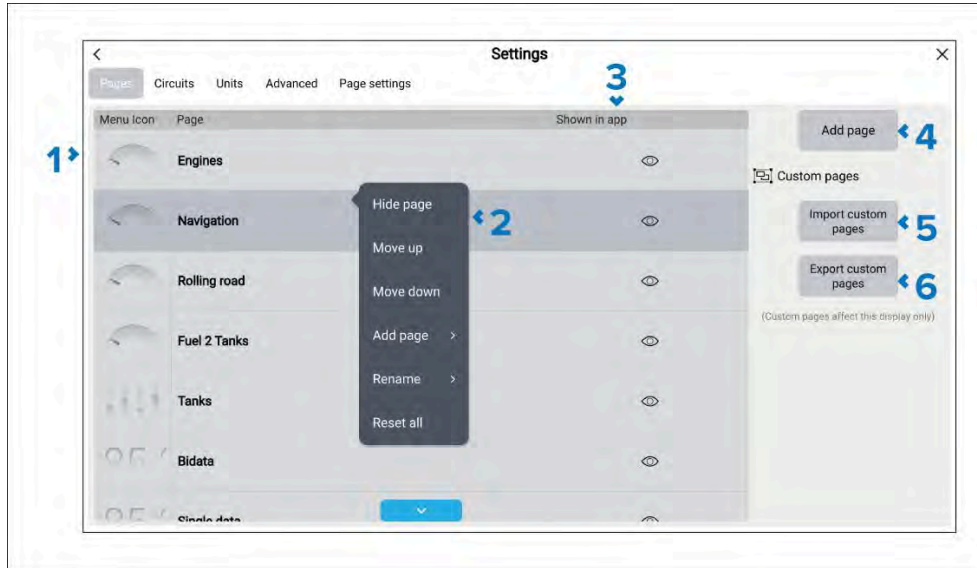 Settings
Pages Circuits Units Advanced Page settings
3
Menu Icon Page Shown in app
Add page
4
1
Engines
Custom pages
Hide page
Navigation
2
Import custom
pages
5
Move up
Export custom
pages
6
Rolling road
Move down
(Custom pages affect this display only)
Add page
Fuel 2 Tanks
Rename
Tanks
Reset all
Bidata
Single data